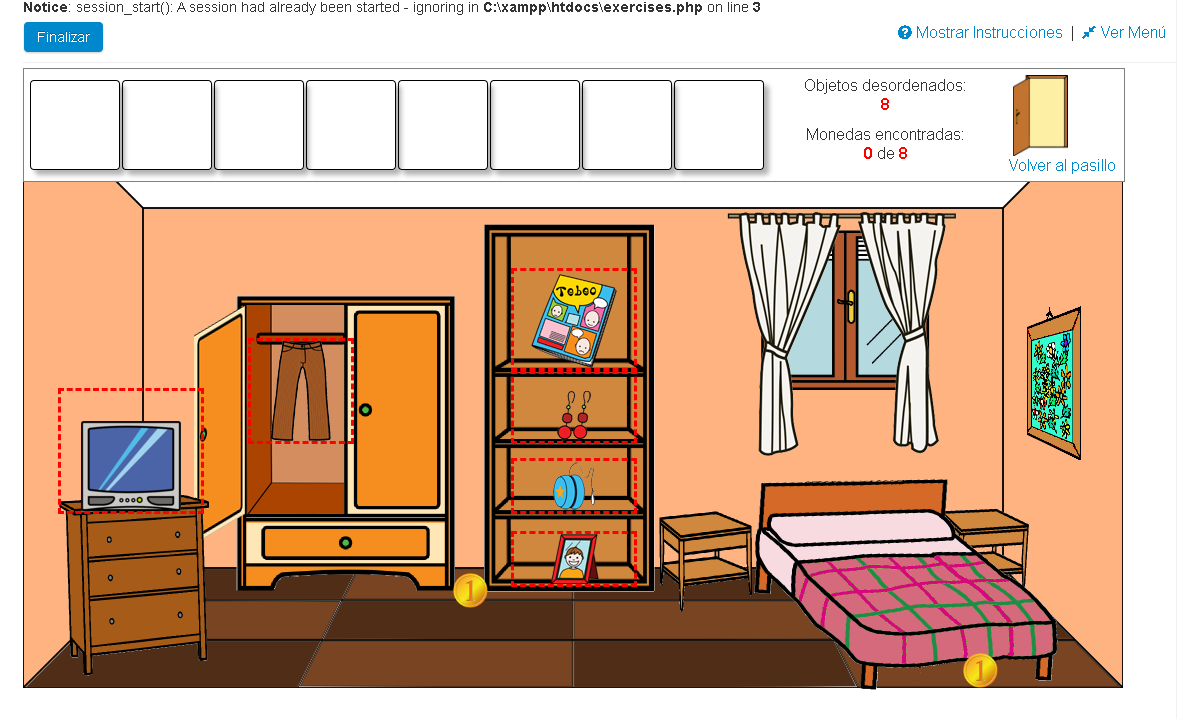 Notice: session_start(): A session had already been started - ignoring in C:\xampp\htdocs\exercises.php on line 3
Finalizar
Mostrar Instrucciones | Ver Menú
Objetos desordenados:
8
Monedas encontradas:
0 de 8
Volver al pasillo
Tebeo
1
1